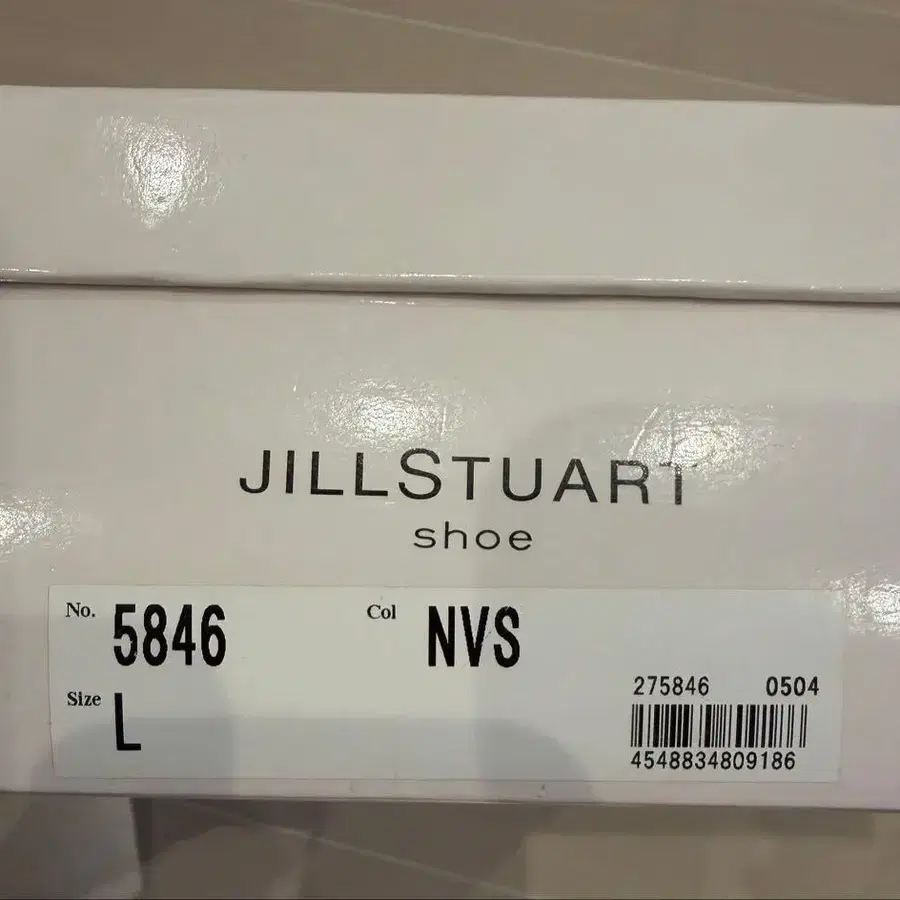 JILLSTUART
shoe
No. 5846 Col NVS
Size L
275846 0504
4548834809186